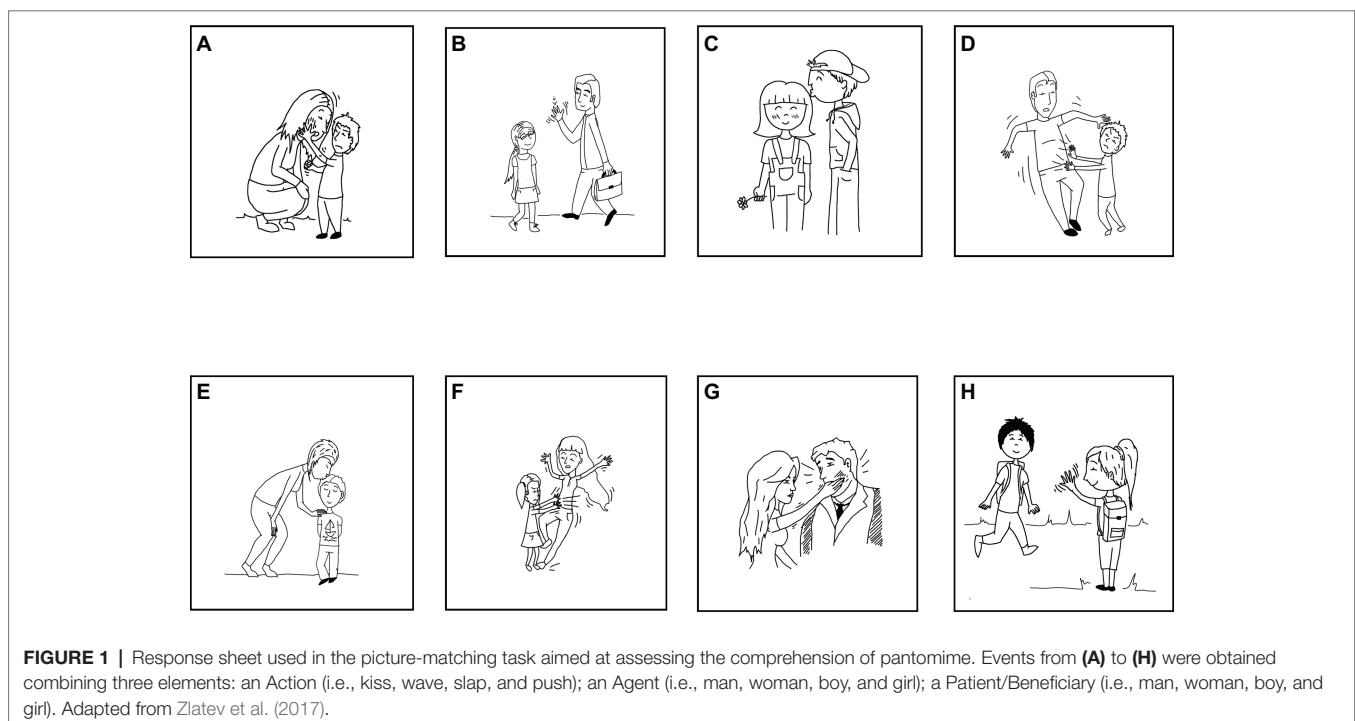 A
B
C
D
E
F
G
H
FIGURE 1 | Response sheet used in the picture-matching task aimed at assessing the comprehension of pantomime. Events from (A) to (H) were obtained
combining three elements: an Action (i.e., kiss, wave, slap, and push); an Agent (i.e., man, woman, boy, and girl); a Patient/Beneficiary (i.e., man, woman, boy, and
girl). Adapted from Zlatev et al. (2017).